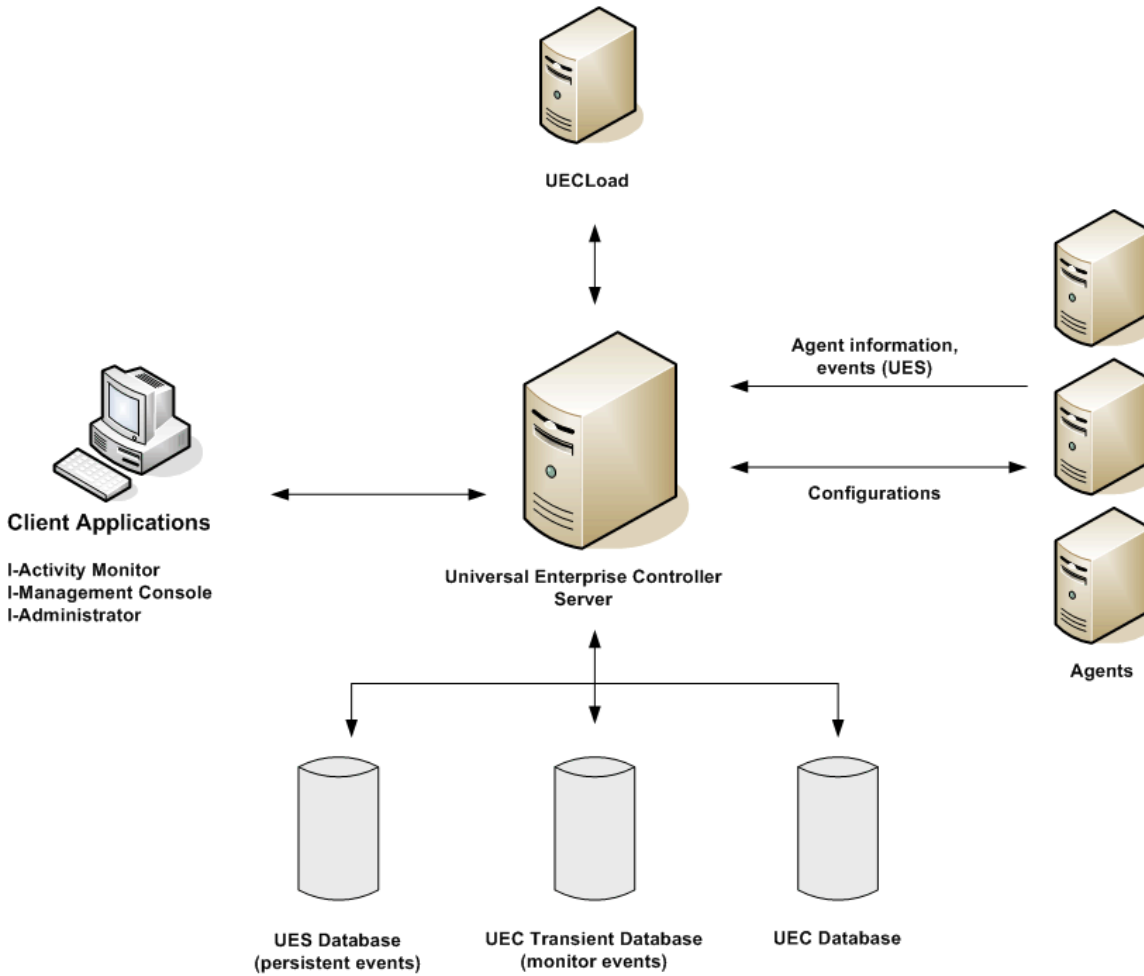 UECLoad
Agent information,
events (UES)
Configurations
Client Applications
I-Activity Monitor
I-Management Console
I-Administrator
Universal Enterprise Controller
Server
Agents
UES Database
(persistent events)
UEC Transient Database
(monitor events)
UEC Database